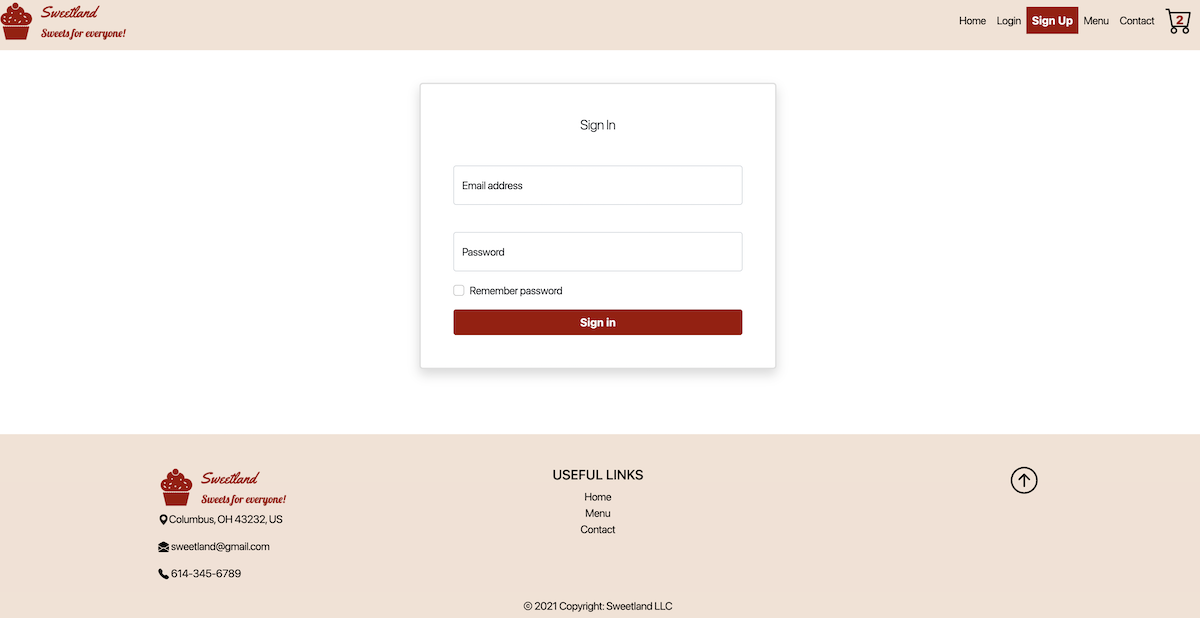 Sweetland
Sweets for everyone!
Home Login Sign Up Menu Contact 2
Sign In
Email address
Password
Remember password
Sign in
Sweetland
Sweets for everyone!
Columbus, OH 43232, US
sweetland@gmail.com
614-345-6789
USEFUL LINKS
Home
Menu
Contact
© 2021 Copyright: Sweetland LLC